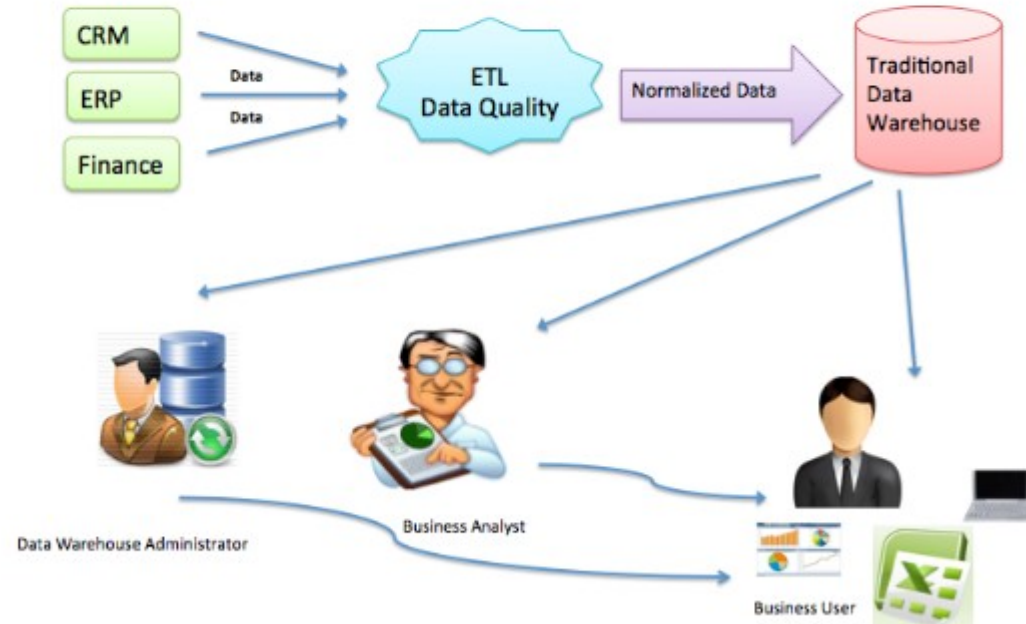 CRM
ERP
Finance
Data
Data
ETL
Data Quality
Normalized Data
Traditional
Data
Warehouse
Data Warehouse Administrator
Business Analyst
Business User